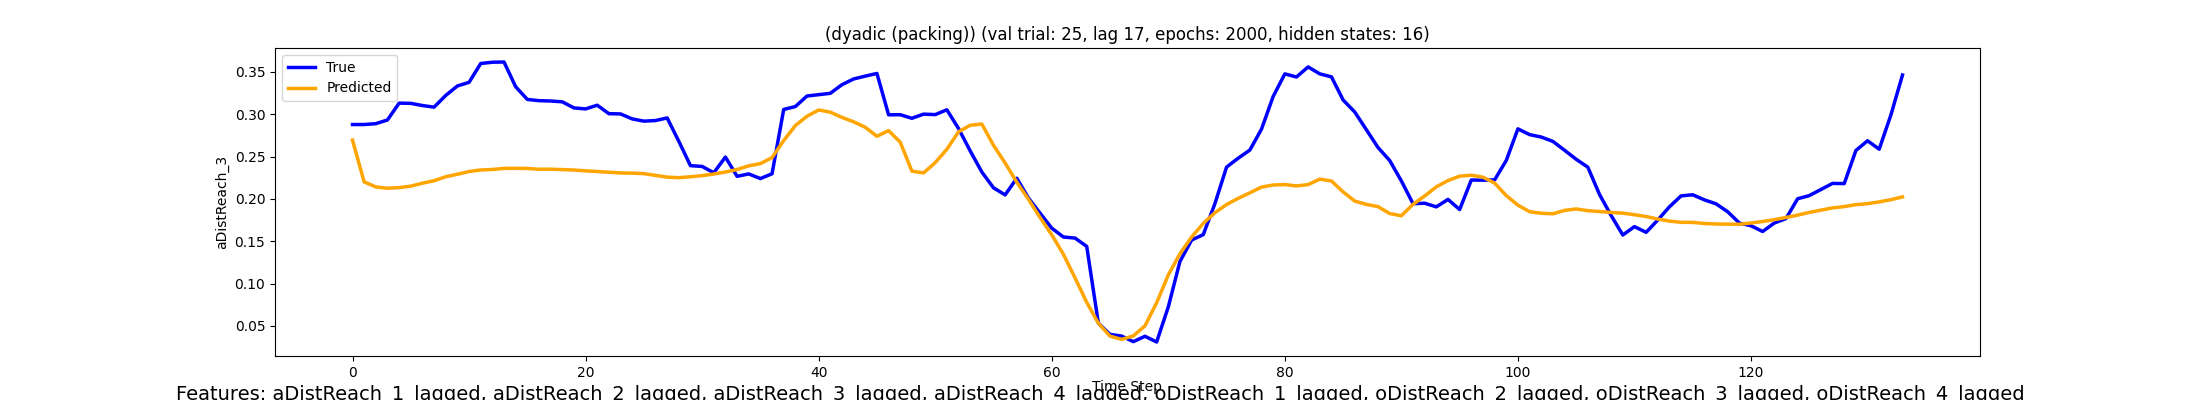 (dyadic (packing)) (val trial: 25, lag 17, epochs: 2000, hidden states: 16)
True
Predicted
aDistReach_3
0.35
0.30
0.25
0.20
0.15
0.10
0.05
0 20 40 60 80 100 120
Time Step
Features: aDistReach_1_lagged, aDistReach_2_lagged, aDistReach_3_lagged, aDistReach_4_lagged, oDistReach_1_lagged, oDistReach_2_lagged, oDistReach_3_lagged, oDistReach_4_lagged